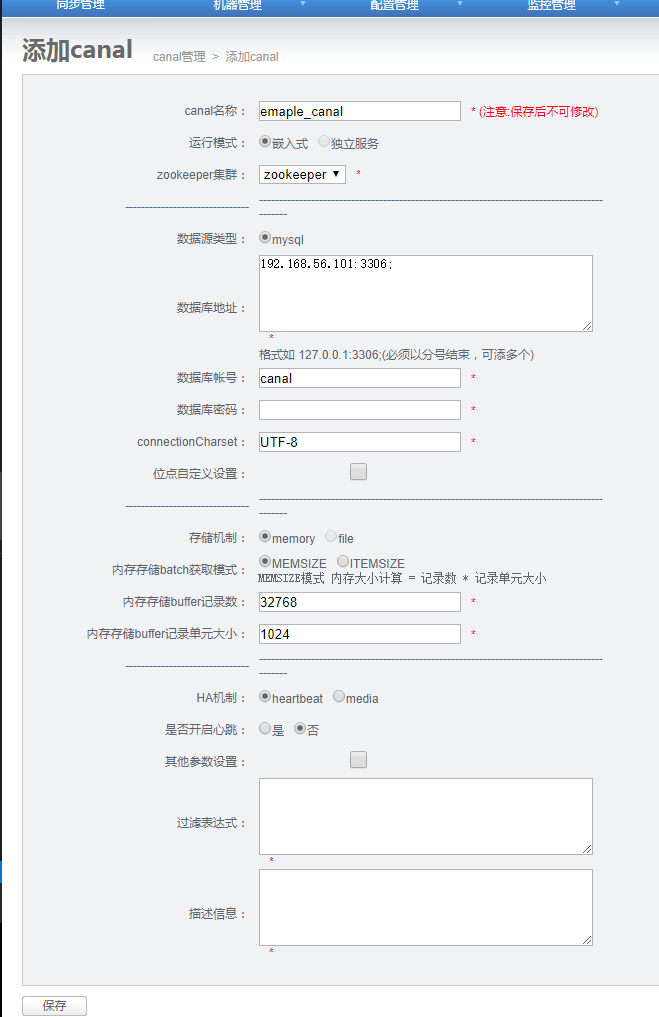 同步管理 机器管理 配置管理 监控管理
添加canal canal管理 > 添加canal
canal名称： emaple_canal * (注意:保存后不可修改)
运行模式： 嵌入式 独立服务
zookeeper集群： zookeeper *
数据源类型： mysql
数据库地址： 192.168.56.101:3306;
*
格式如 127.0.0.1:3306;(必须以分号结束，可添多个)
数据库帐号： canal *
数据库密码： *
connectionCharset： UTF-8 *
位点自定义设置：
存储机制： memory file
内存存储batch获取模式： MEMSIZE ITEMSIZE
MEMSIZE模式 内存大小计算 = 记录数 * 记录单元大小
内存存储buffer记录数： 32768 *
内存存储buffer记录单元大小： 1024 *
HA机制： heartbeat media
是否开启心跳： 是 否
其他参数设置：
过滤表达式：
*
描述信息：
*
保存